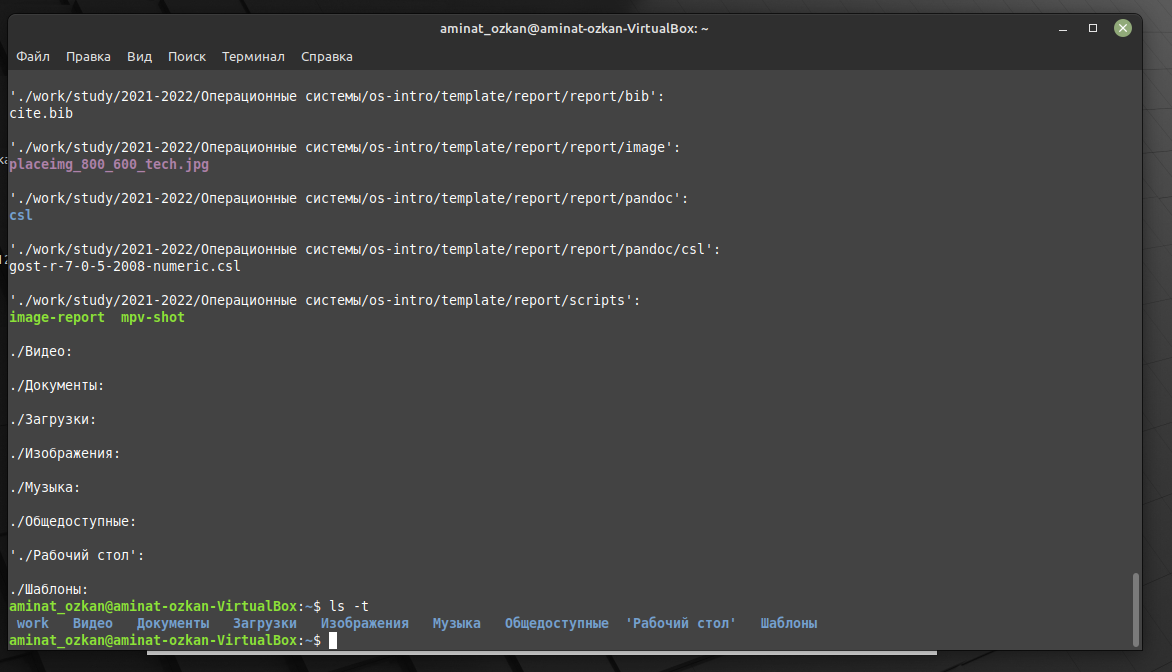 aminat_ozkan@aminat-ozkan-VirtualBox: ~
Файл Правка Вид Поиск Терминал Справка
'./work/study/2021-2022/Операционные системы/os-intro/template/report/report/bib':
cite.bib
'./work/study/2021-2022/Операционные системы/os-intro/template/report/report/image':
placeimg_800_600_tech.jpg
'./work/study/2021-2022/Операционные системы/os-intro/template/report/report/pandoc':
csl
'./work/study/2021-2022/Операционные системы/os-intro/template/report/report/pandoc/csl':
gost-r-7-0-5-2008-numeric.csl
'./work/study/2021-2022/Операционные системы/os-intro/template/report/scripts':
image-report  mpv-shot
./Видео:
./Документы:
./Загрузки:
./Изображения:
./Музыка:
./Общедоступные:
'./Рабочий стол':
./Шаблоны:
aminat_ozkan@aminat-ozkan-VirtualBox:~$ ls -t
work   Видео   Документы   Загрузки   Изображения   Музыка   Общедоступные  'Рабочий стол'   Шаблоны
aminat_ozkan@aminat-ozkan-VirtualBox:~$